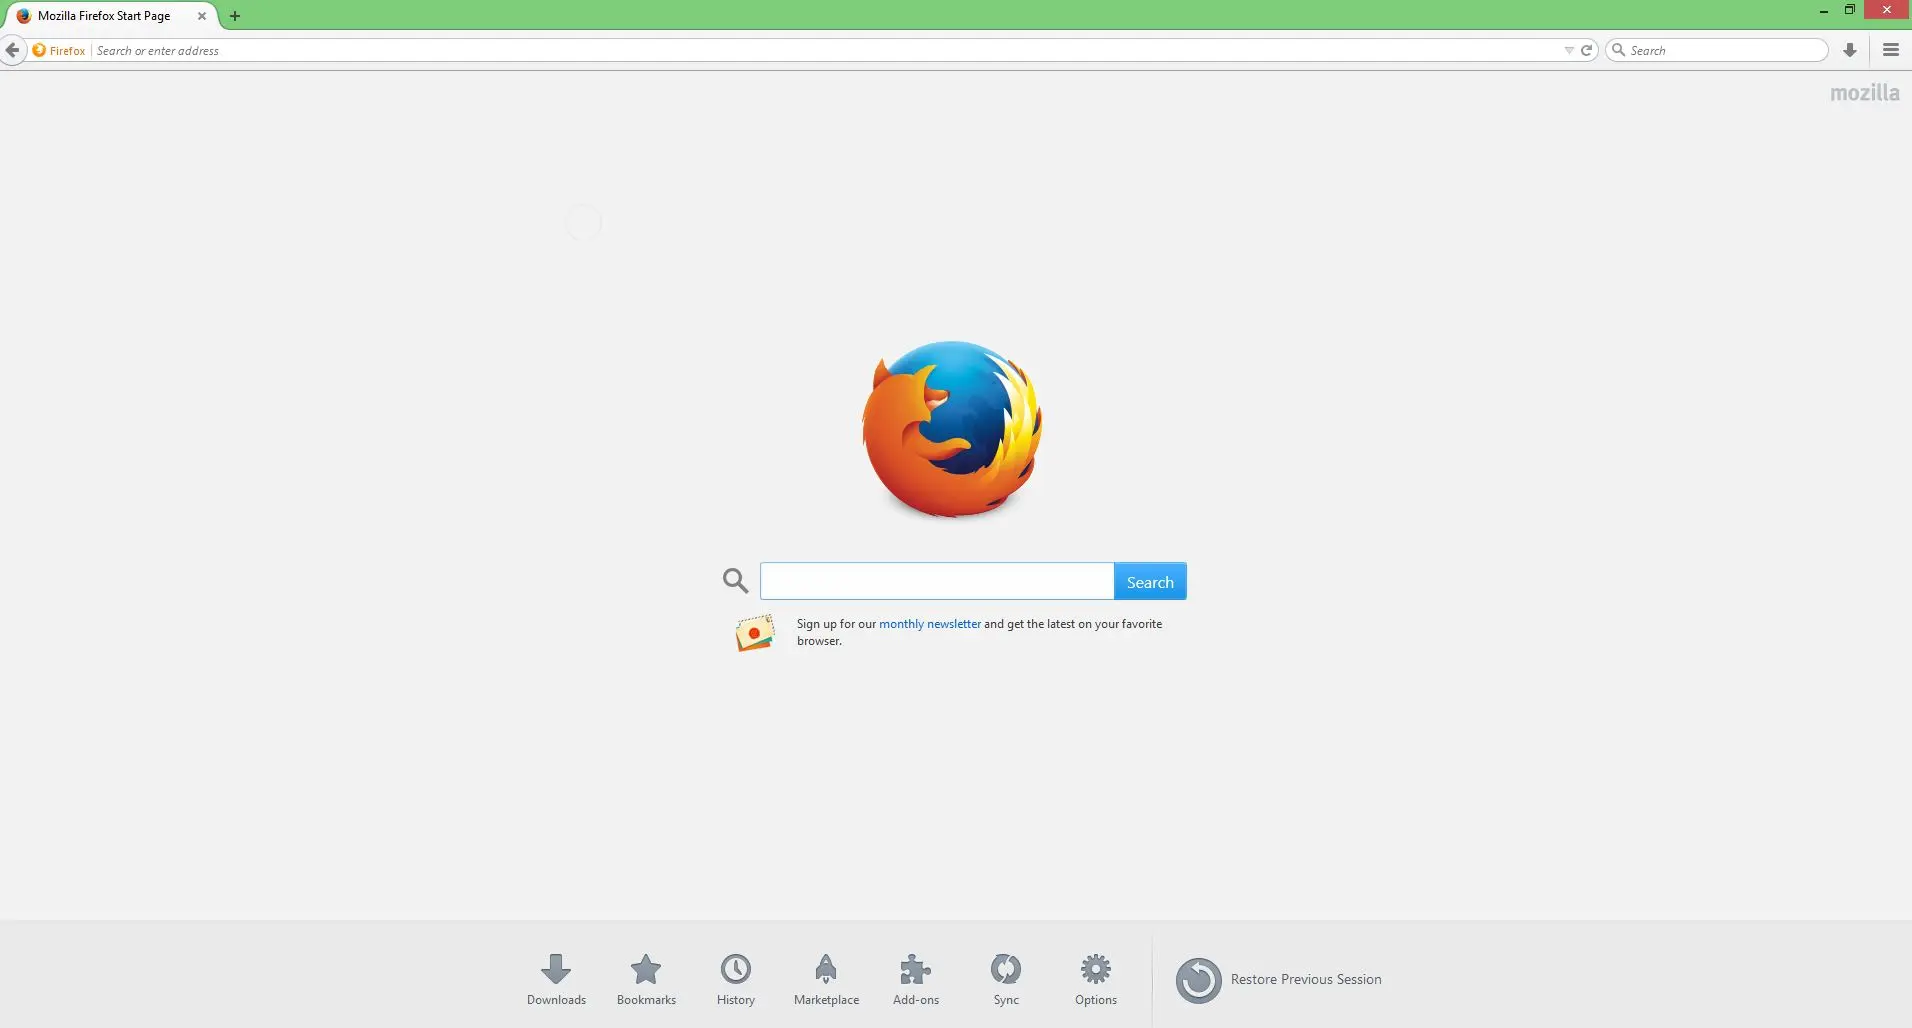 Mozilla Firefox Start Page
Firefox Search or enter address
Search
mozilla
Search
Sign up for our monthly newsletter and get the latest on your favorite
browser.
Downloads
Bookmarks
History
Marketplace
Add-ons
Sync
Options
Restore Previous Session